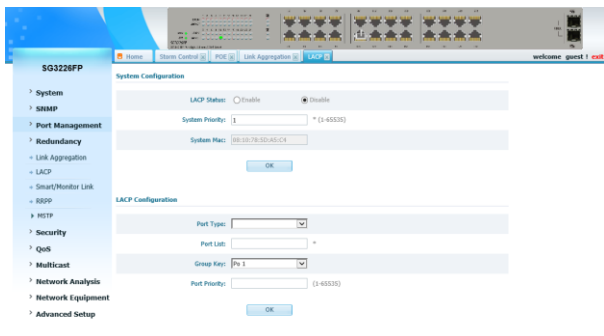 Home Storm Control POE Link Aggregation LACP welcome guest ! exit
SG3226FP
System
SNMP
Port Management
Redundancy
Link Aggregation
LACP
Smart/Monitor Link
RRPP
MSTP
Security
QoS
Multicast
Network Analysis
Network Equipment
Advanced Setup
System Configuration
LACP Status: Enable Disable
System Priority: 1 * (1-65535)
System Mac:
OK
LACP Configuration
Port Type:
Port List: *
Group Key: Po 1
Port Priority: (1-65535)
OK